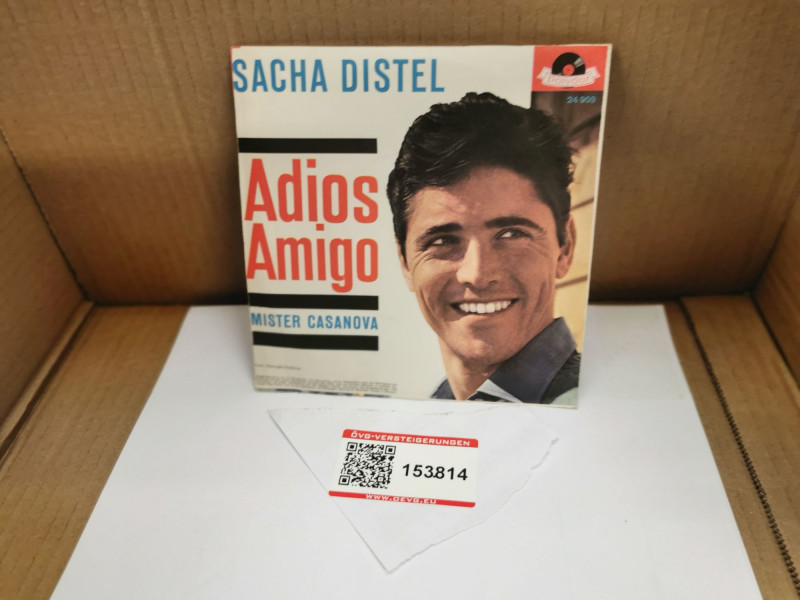 SACHA DISTEL
24 909
Adios
Amigo
MISTER CASANOVA
ÖVG-VERSTEIGERUNGEN
153814
WWW.OEVG.EU